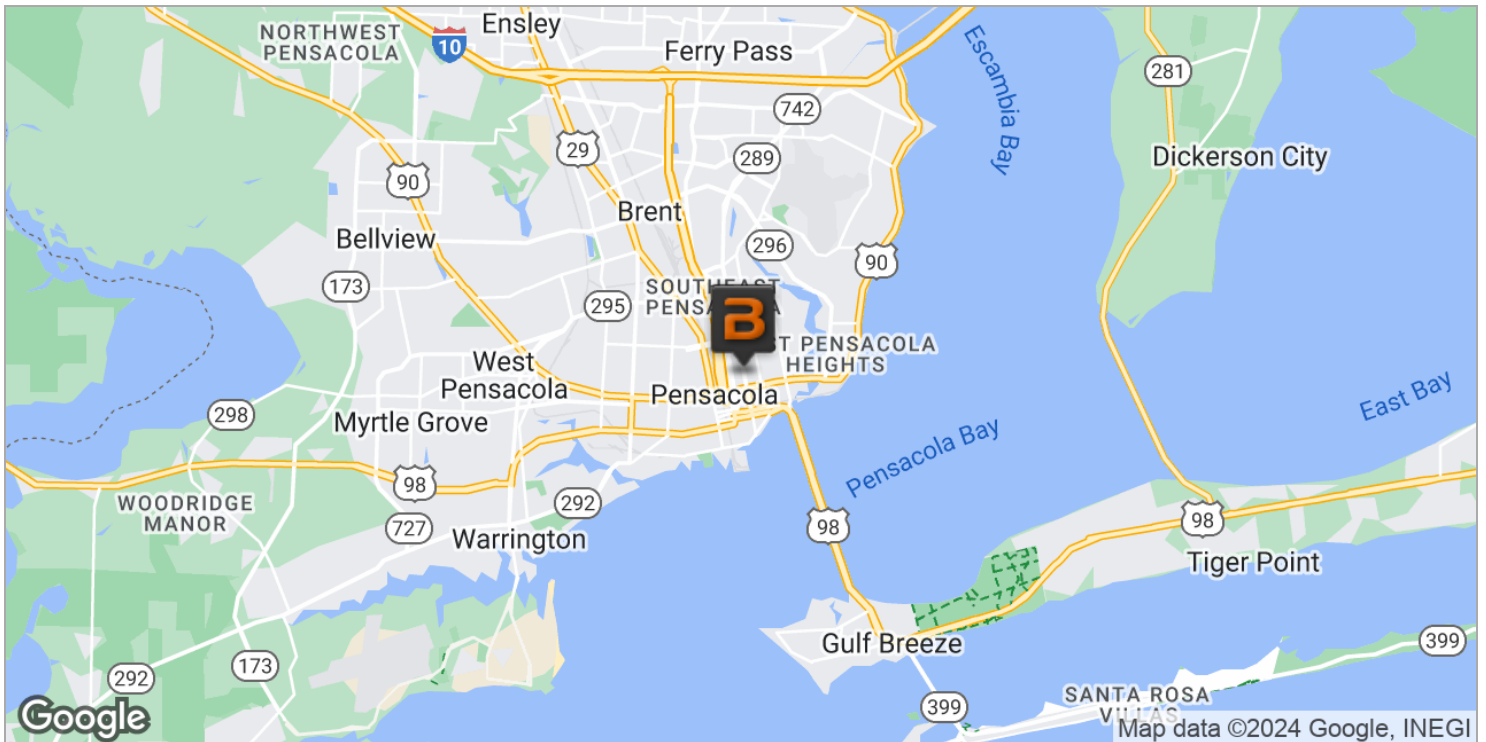 NORTHWEST
PENSACOLA
10
Ensley
Ferry Pass
Escambia Bay
281
742
29
289
Dickerson City
90
Brent
Bellview
296
90
173
SOUTHEAST
295
B
West
Pensacola
PENSACOLA
HEIGHTS
Pensacola
East Bay
298
Myrtle Grove
Pensacola Bay
98
WOODRIDGE
MANOR
292
727
98
98
Warrington
Tiger Point
Gulf Breeze
399
173
292
SANTA ROSA
VILLAS
399
Google
Map data ©2024 Google, INEGI